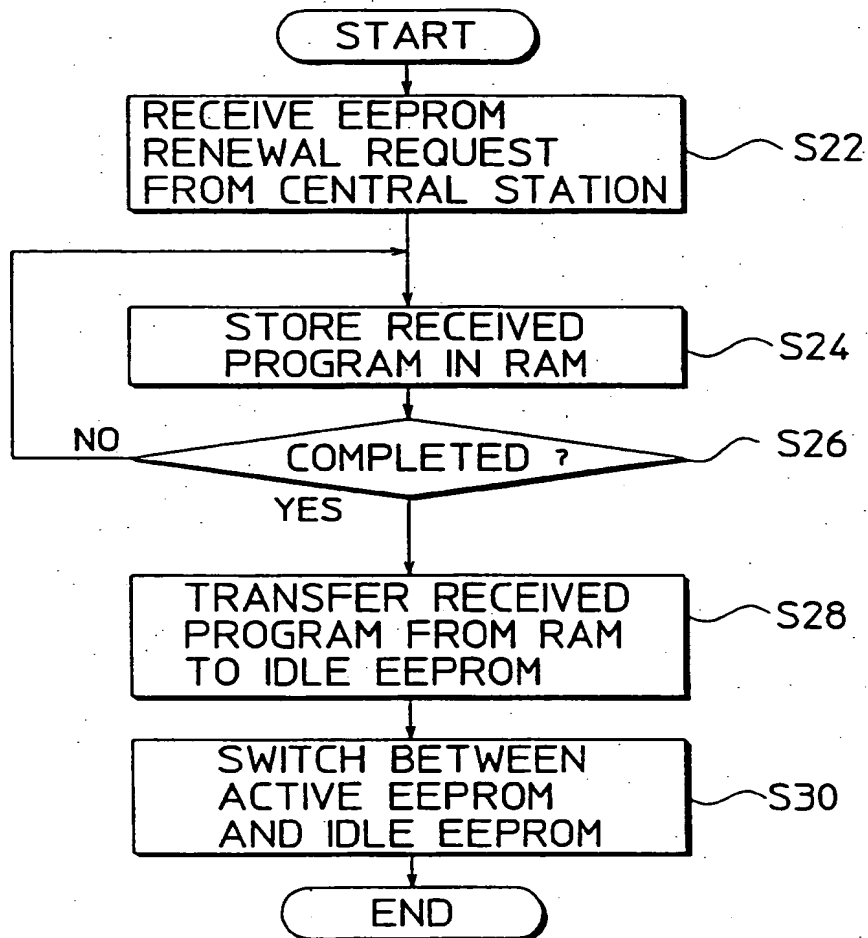 START
RECEIVE EEPROM
RENEWAL REQUEST
FROM CENTRAL STATION
S22
STORE RECEIVED
PROGRAM IN RAM
S24
NO
COMPLETED ?
S26
YES
TRANSFER RECEIVED
PROGRAM FROM RAM
TO IDLE EEPROM
S28
SWITCH BETWEEN
ACTIVE EEPROM
AND IDLE EEPROM
S30
END